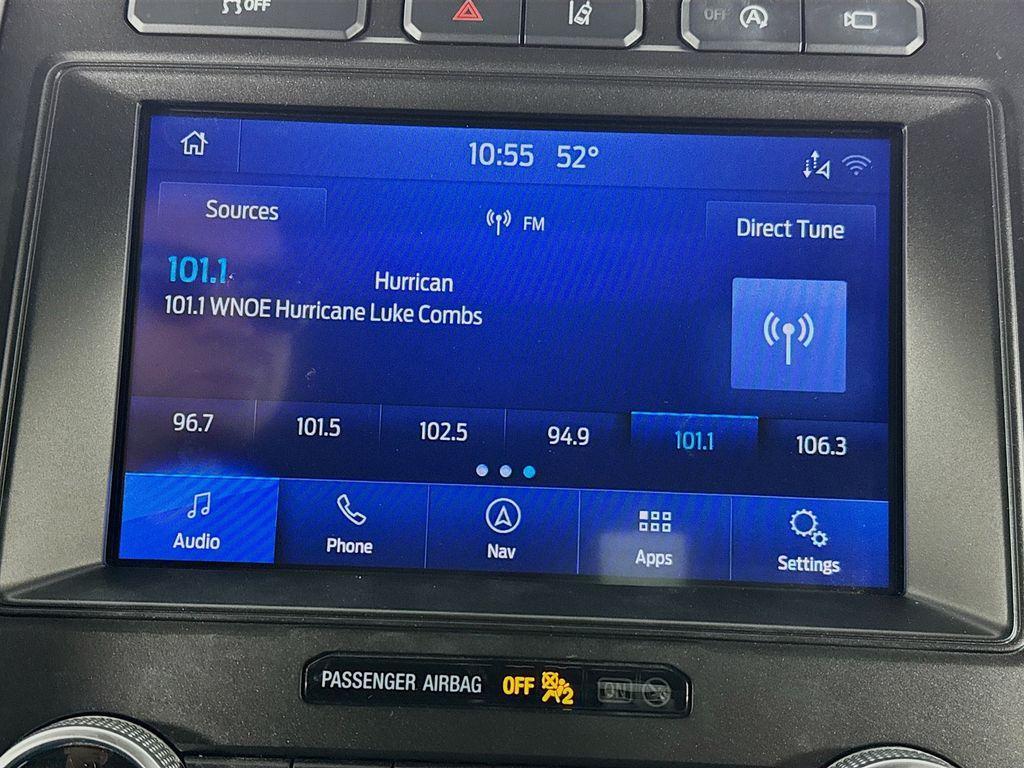 OFF
OFF A
10:55 52°
Sources
FM
Direct Tune
101.1
Hurrican
101.1 WNOE Hurricane Luke Combs
96.7 101.5 102.5 94.9 101.1 106.3
Audio Phone Nav Apps Settings
PASSENGER AIRBAG OFF 2 ON